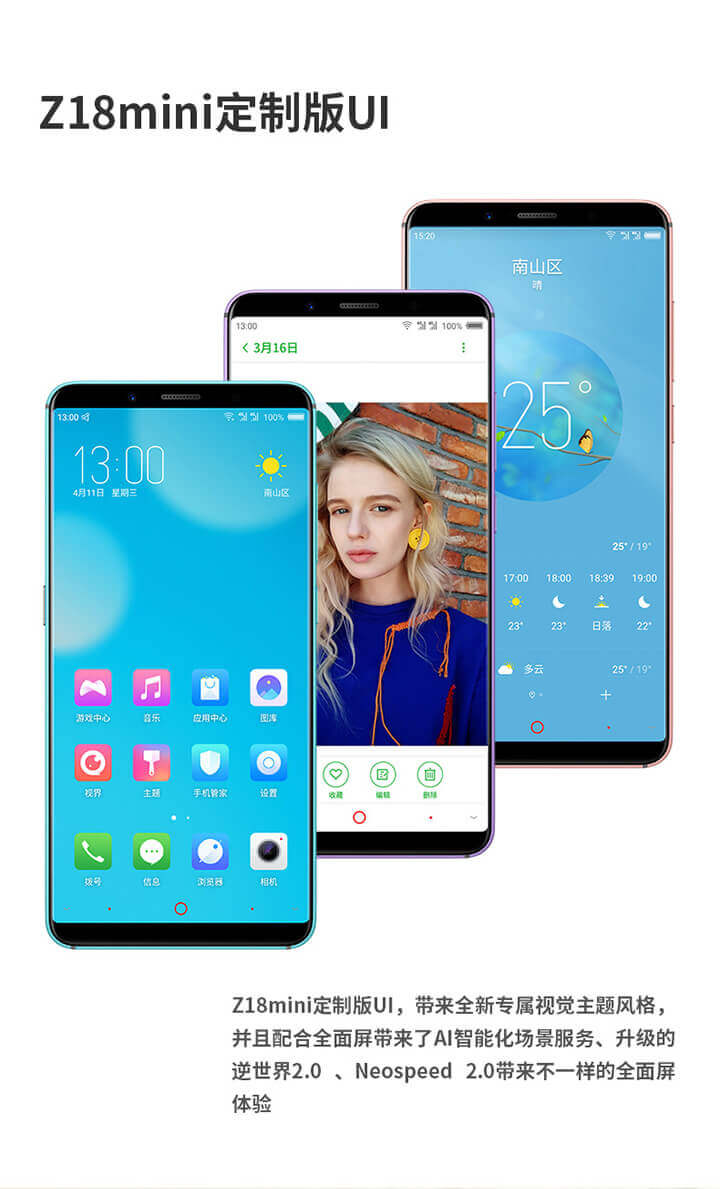 Z18mini定制版UI
15:20
南山区
晴
25°
25° / 19°
17:00 18:00 18:39 19:00
23° 23° 日落 22°
多云 25° / 19°
13:00 100%
3月16日
收藏 编辑 删除
13:00 100%
13:00
4月11日 星期三 南山区
游戏中心 音乐 应用中心 图库
视界 主题 手机管家 设置
拨号 信息 浏览器 相机
Z18mini定制版UI，带来全新专属视觉主题风格，
并且配合全面屏带来了AI智能化场景服务、升级的
逆世界2.0 、Neospeed 2.0带来不一样的全面屏
体验